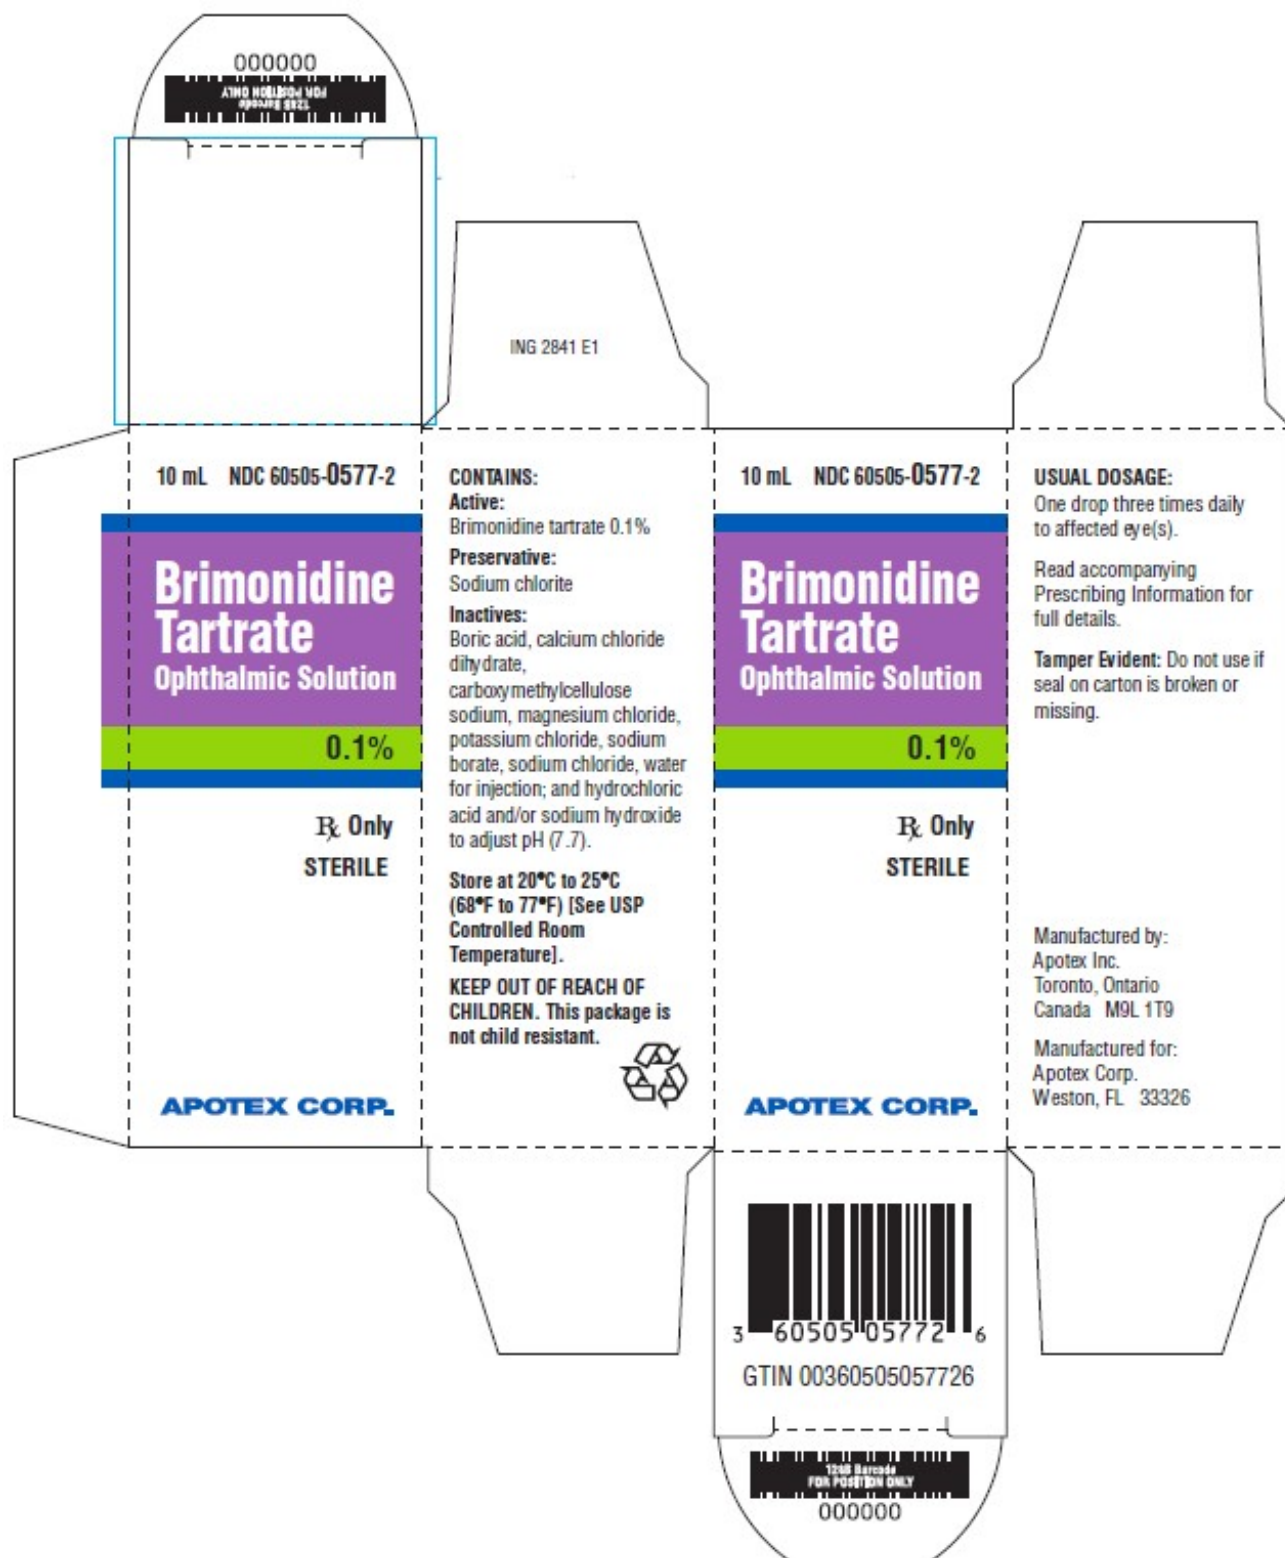 000000
128B Barcode
FOR POSITION ONLY
ING 2841 E1
10 mL NDC 60505-0577-2
Brimonidine
Tartrate
Ophthalmic Solution
0.1%
℞ Only
STERILE
APOTEX CORP.
CONTAINS:
Active:
Brimonidine tartrate 0.1%
Preservative:
Sodium chlorite
Inactives:
Boric acid, calcium chloride
dihydrate,
carboxymethylcellulose
sodium, magnesium chloride,
potassium chloride, sodium
borate, sodium chloride, water
for injection; and hydrochloric
acid and/or sodium hydroxide
to adjust pH (7.7).
Store at 20°C to 25°C
(68°F to 77°F) [See USP
Controlled Room
Temperature].
KEEP OUT OF REACH OF
CHILDREN. This package is
not child resistant.
10 mL NDC 60505-0577-2
Brimonidine
Tartrate
Ophthalmic Solution
0.1%
℞ Only
STERILE
APOTEX CORP.
USUAL DOSAGE:
One drop three times daily
to affected eye(s).
Read accompanying
Prescribing Information for
full details.
Tamper Evident: Do not use if
seal on carton is broken or
missing.
Manufactured by:
Apotex Inc.
Toronto, Ontario
Canada M9L 1T9
Manufactured for:
Apotex Corp.
Weston, FL 33326
3 60505 05772 6
GTIN 00360505057726
128B Barcode
FOR POSITION ONLY
000000